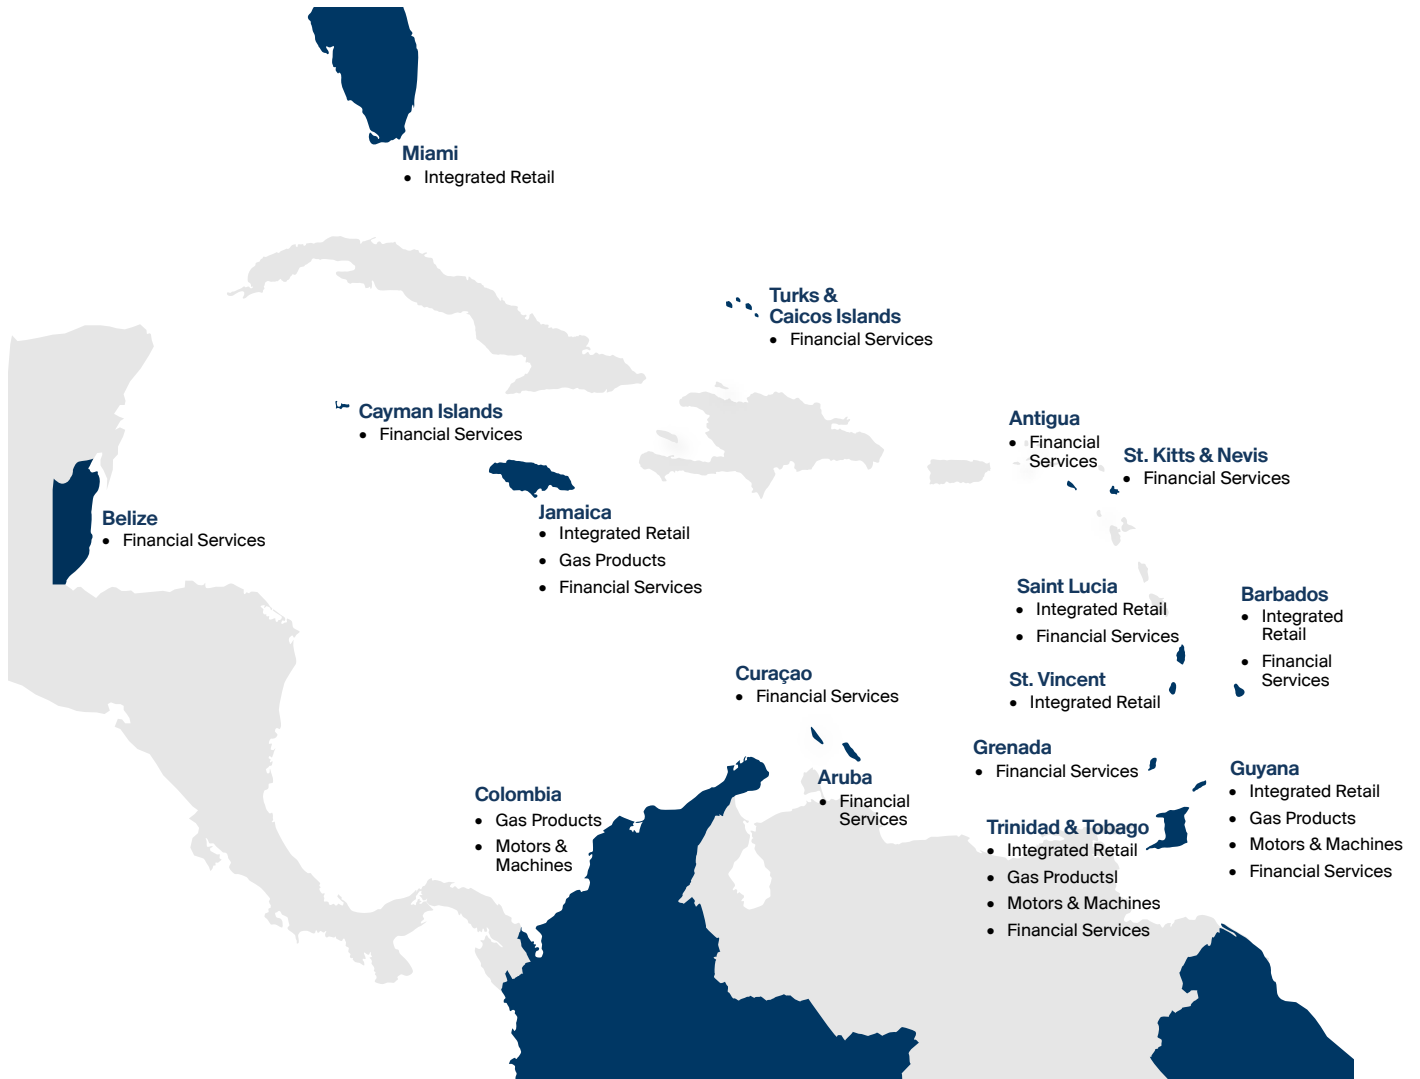 Miami
• Integrated Retail
Turks &
Caicos Islands
• Financial Services
Cayman Islands
• Financial Services
Antigua
• Financial
Services
St. Kitts & Nevis
• Financial Services
Belize
• Financial Services
Jamaica
• Integrated Retail
• Gas Products
• Financial Services
Saint Lucia
• Integrated Retail
• Financial Services
Barbados
• Integrated
Retail
• Financial
Services
St. Vincent
• Integrated Retail
Curaçao
• Financial Services
Grenada
• Financial Services
Aruba
• Financial
Services
Colombia
• Gas Products
• Motors &
Machines
Guyana
• Integrated Retail
• Gas Products
• Motors & Machines
• Financial Services
Trinidad & Tobago
• Integrated Retail
• Gas Productsl
• Motors & Machines
• Financial Services